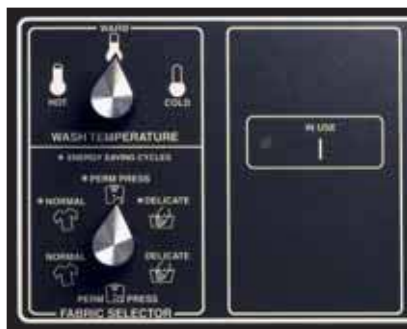 WARM
HOT
COLD
WASH TEMPERATURE
* ENERGY SAVING CYCLES
* PERM PRESS
* NORMAL
* DELICATE
NORMAL
DELICATE
PERM PRESS
FABRIC SELECTOR
IN USE